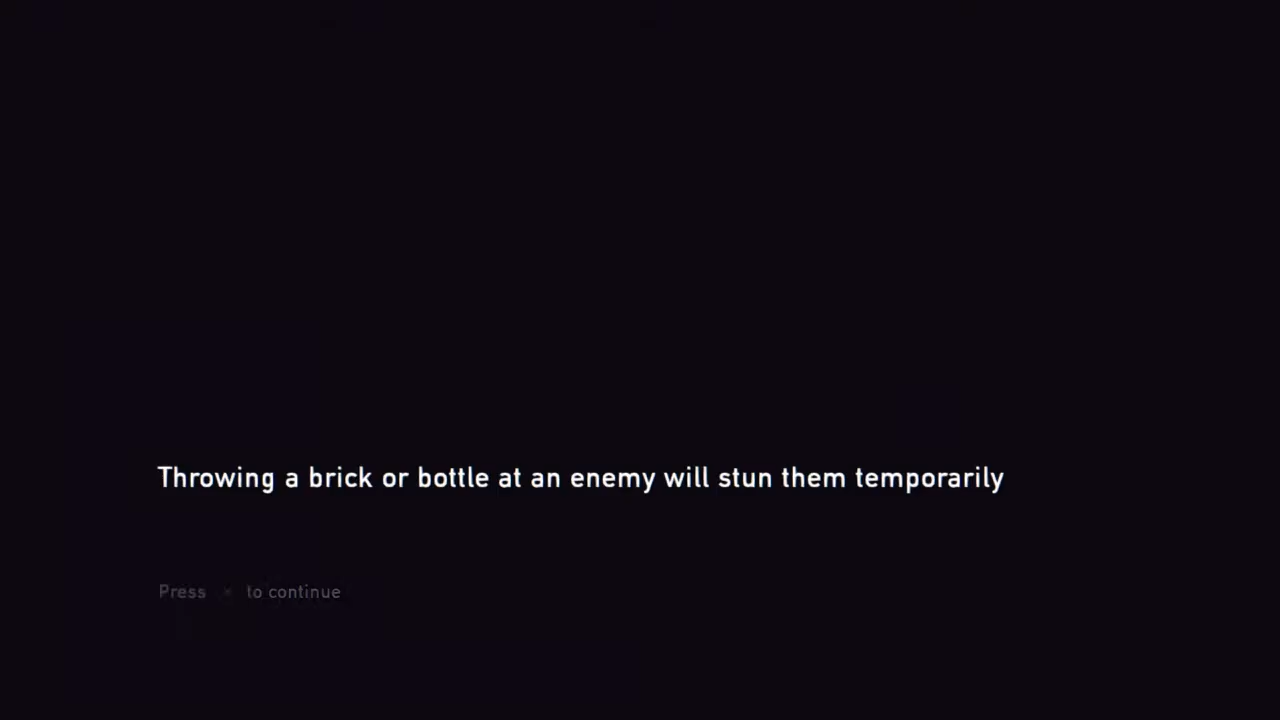 Throwing a brick or bottle at an enemy will stun them temporarily
Press × to continue